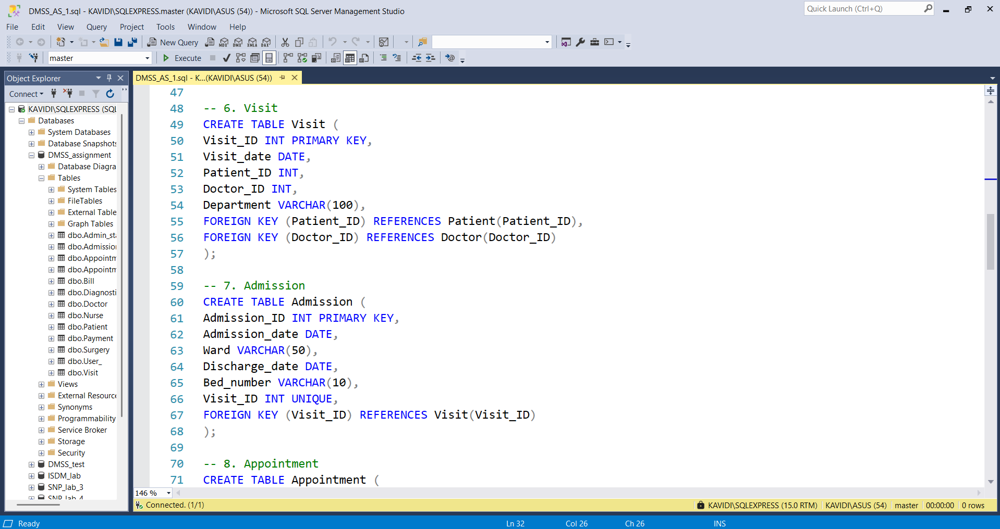 DMSS_AS_1.sql - KAVIDI\SQLEXPRESS.master (KAVIDI\ASUS (54)) - Microsoft SQL Server Management Studio
Quick Launch (Ctrl+Q)
File Edit View Query Project Tools Window Help
New Query MDX DMX XMLA DAX
master Execute
Object Explorer
Connect
KAVIDI\SQLEXPRESS (SQL
Databases
System Databases
Database Snapshots
DMSS_assignment
Database Diagra
Tables
System Tables
FileTables
External Table
Graph Tables
dbo.Admin_sta
dbo.Admission
dbo.Appointm
dbo.Appointm
dbo.Bill
dbo.Diagnosti
dbo.Doctor
dbo.Nurse
dbo.Patient
dbo.Payment
dbo.Surgery
dbo.User_
dbo.Visit
Views
External Resource
Synonyms
Programmability
Service Broker
Storage
Security
DMSS_test
ISDM_lab
SNP_lab_3
SNP_lab_4
DMSS_AS_1.sql - K...(KAVIDI\ASUS (54))
47
48 -- 6. Visit
49 CREATE TABLE Visit (
50 Visit_ID INT PRIMARY KEY,
51 Visit_date DATE,
52 Patient_ID INT,
53 Doctor_ID INT,
54 Department VARCHAR(100),
55 FOREIGN KEY (Patient_ID) REFERENCES Patient(Patient_ID),
56 FOREIGN KEY (Doctor_ID) REFERENCES Doctor(Doctor_ID)
57 );
58
59 -- 7. Admission
60 CREATE TABLE Admission (
61 Admission_ID INT PRIMARY KEY,
62 Admission_date DATE,
63 Ward VARCHAR(50),
64 Discharge_date DATE,
65 Bed_number VARCHAR(10),
66 Visit_ID INT UNIQUE,
67 FOREIGN KEY (Visit_ID) REFERENCES Visit(Visit_ID)
68 );
69
70 -- 8. Appointment
71 CREATE TABLE Appointment (
146 %
Connected. (1/1) KAVIDI\SQLEXPRESS (15.0 RTM) KAVIDI\ASUS (54) master 00:00:00 0 rows
Ready Ln 32 Col 26 Ch 26 INS